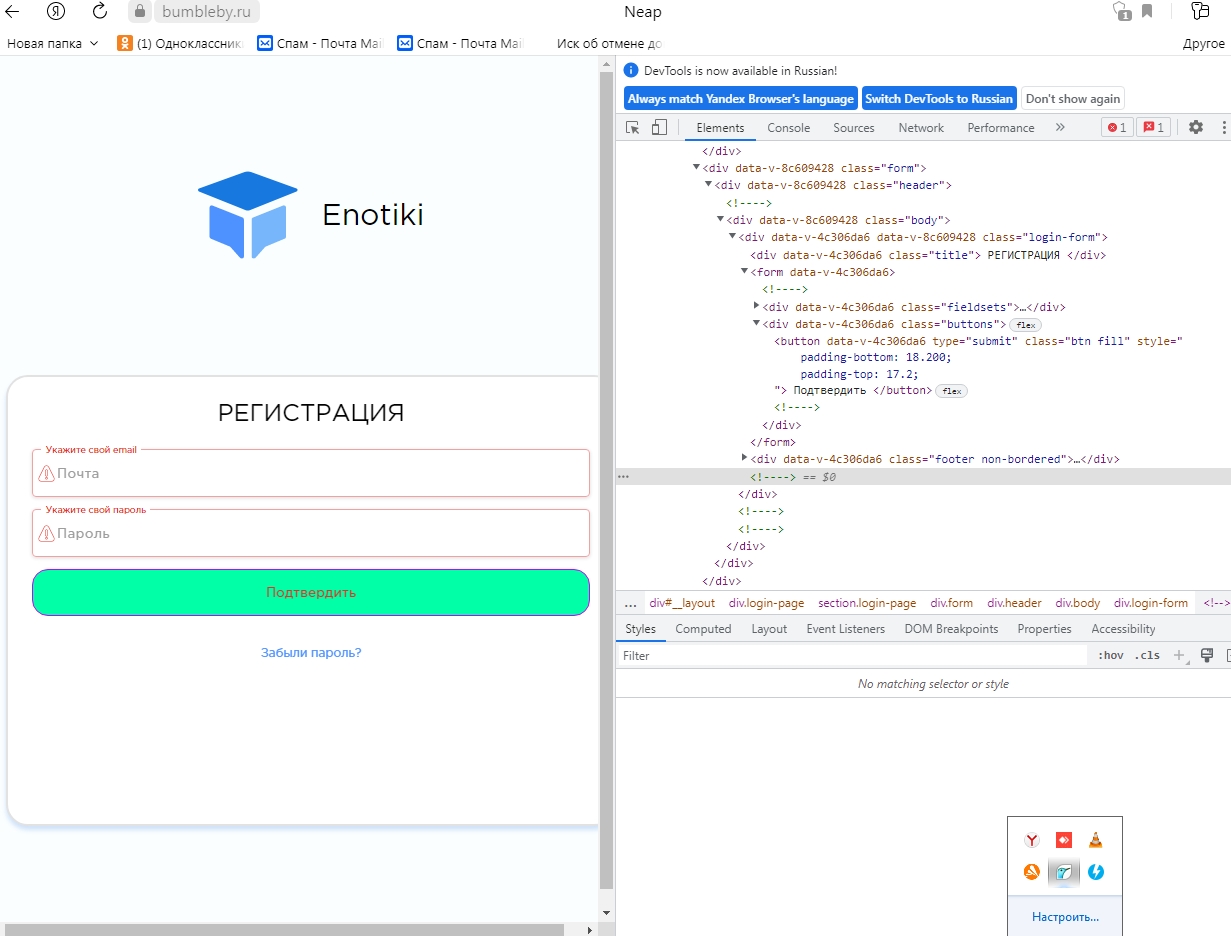 bumbleby.ru
Neap
1
Новая папка
(1) Одноклассник
Спам - Почта Mai
Спам - Почта Mai
Иск об отмене до
Другое
Enotiki
РЕГИСТРАЦИЯ
Укажите свой email
Почта
Укажите свой пароль
Пароль
Подтвердить
Забыли пароль?
DevTools is now available in Russian!
Always match Yandex Browser's language
Switch DevTools to Russian
Don't show again
Elements Console Sources Network Performance » 1 1
</div>
<div data-v-8c609428 class="form">
<div data-v-8c609428 class="header">
<!---->
<div data-v-8c609428 class="body">
<div data-v-4c306da6 data-v-8c609428 class="login-form">
<div data-v-4c306da6 class="title"> РЕГИСТРАЦИЯ </div>
<form data-v-4c306da6>
<!---->
<div data-v-4c306da6 class="fieldsets">…</div>
<div data-v-4c306da6 class="buttons"> flex
<button data-v-4c306da6 type="submit" class="btn fill" style="
padding-bottom: 18.200;
padding-top: 17.2;
"> Подтвердить </button> flex
<!---->
</div>
</form>
<div data-v-4c306da6 class="footer non-bordered">…</div>
<!----> == $0
</div>
<!---->
<!---->
</div>
</div>
</div>
... div#__layout div.login-page section.login-page div.form div.header div.body div.login-form <!-->
Styles Computed Layout Event Listeners DOM Breakpoints Properties Accessibility
Filter :hov .cls
No matching selector or style
Настроить...